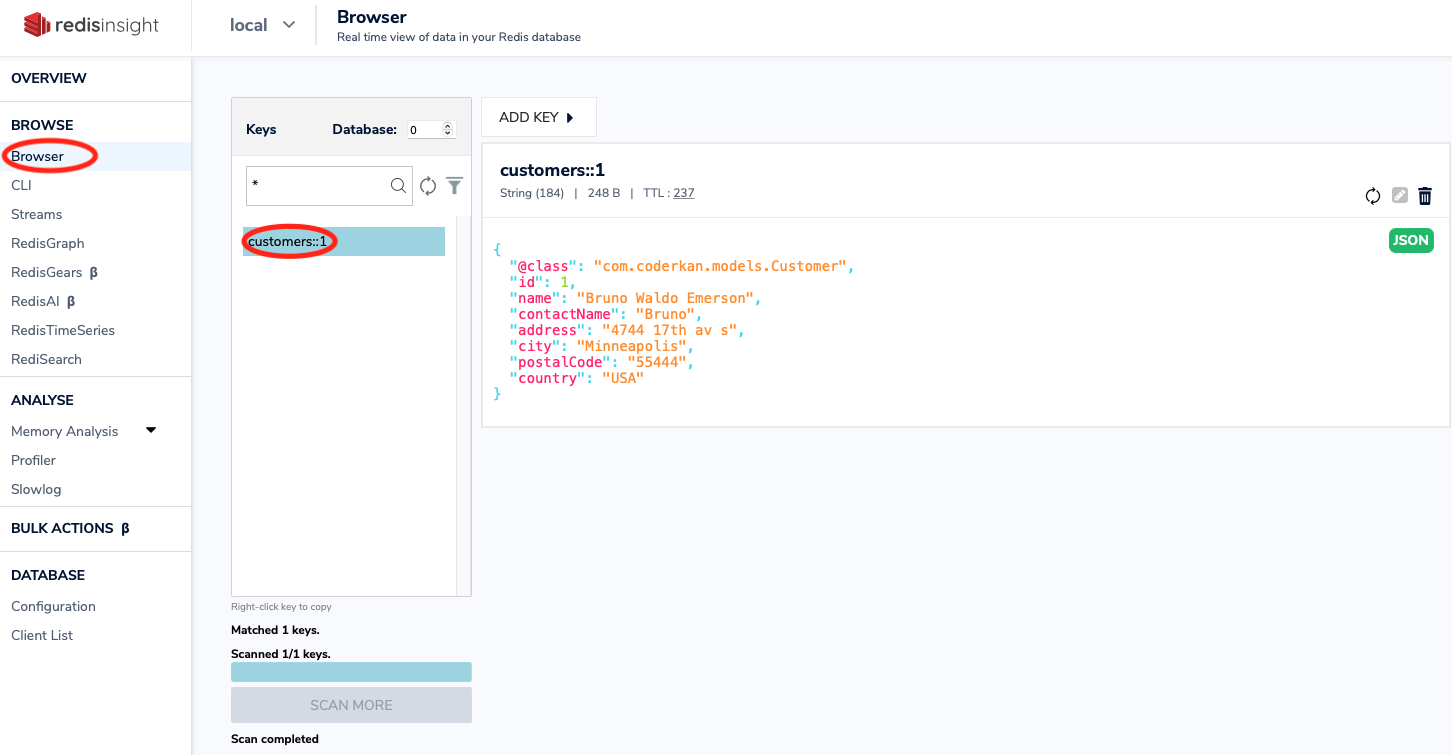 redisinsight
local
Browser
Real time view of data in your Redis database
OVERVIEW
BROWSE
Browser
CLI
Streams
RedisGraph
RedisGears β
RedisAI β
RedisTimeSeries
RediSearch
ANALYSE
Memory Analysis
Profiler
Slowlog
BULK ACTIONS β
DATABASE
Configuration
Client List
Keys Database: 0
*
customers::1
Right-click key to copy
Matched 1 keys.
Scanned 1/1 keys.
SCAN MORE
Scan completed
ADD KEY
customers::1
String (184) | 248 B | TTL : 237
JSON
{
"@class": "com.coderkan.models.Customer",
"id": 1,
"name": "Bruno Waldo Emerson",
"contactName": "Bruno",
"address": "4744 17th av s",
"city": "Minneapolis",
"postalCode": "55444",
"country": "USA"
}